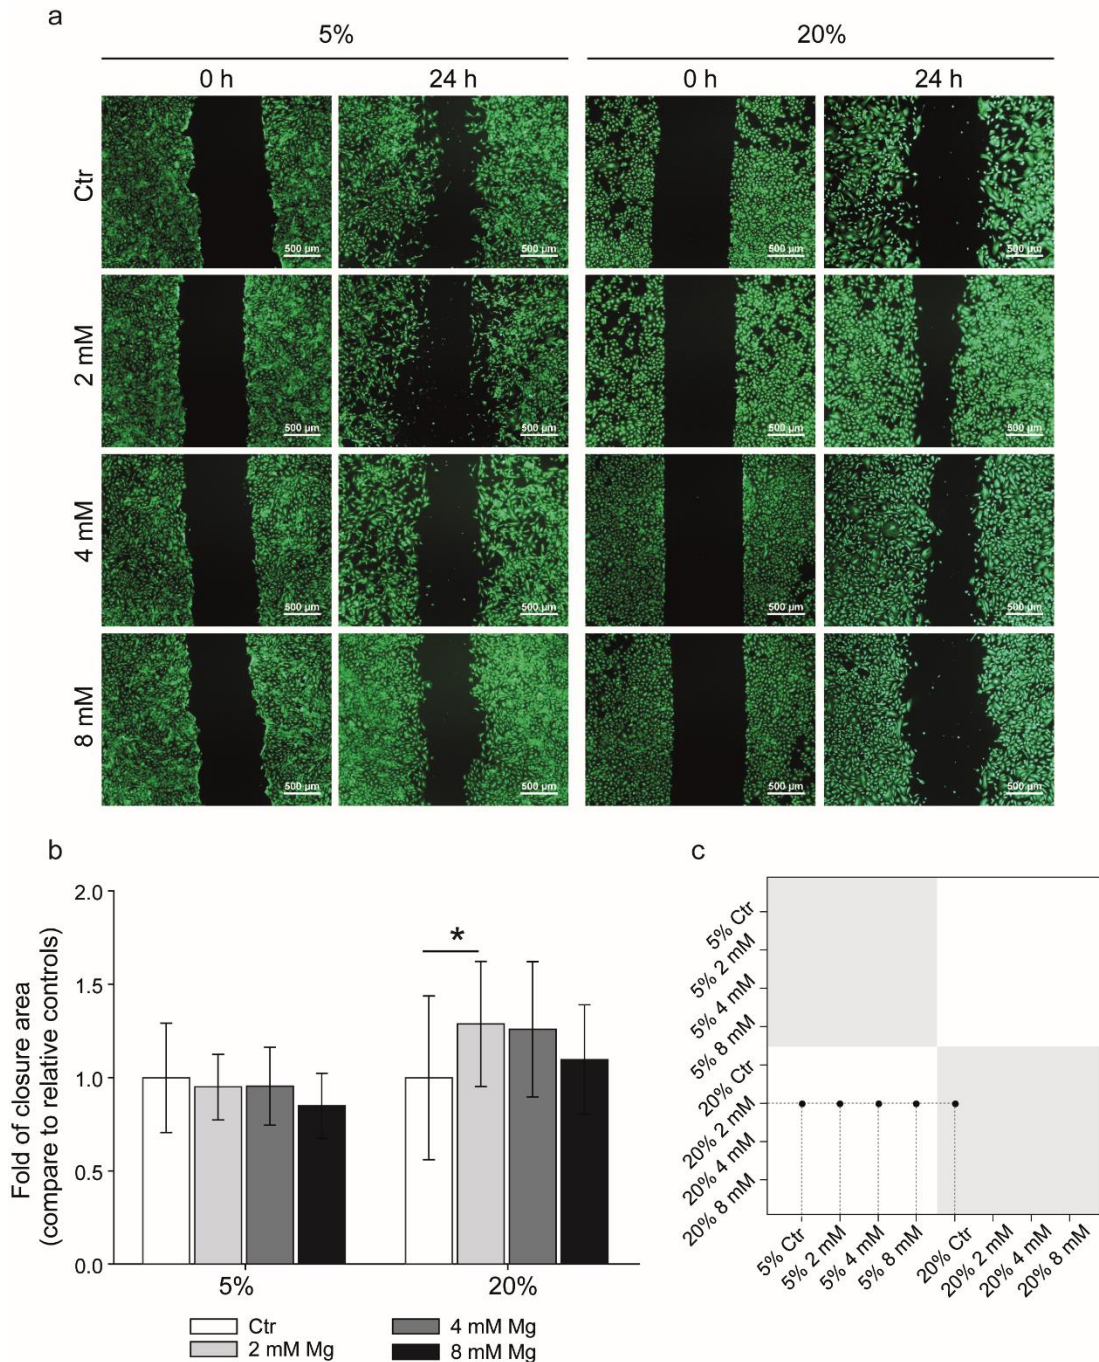 a
5% 20%
0 h 24 h 0 h 24 h
Ctr
500 µm 500 µm 500 µm 500 µm
2 mM
500 µm 500 µm 500 µm 500 µm
4 mM
500 µm 500 µm 500 µm 500 µm
8 mM
500 µm 500 µm 500 µm 500 µm
b
Fold of closure area
(compare to relative controls)
2.0
1.5
1.0
0.5
0.0
*
5% 20%
Ctr 4 mM Mg
2 mM Mg 8 mM Mg
c
5% Ctr
5% 2 mM
5% 4 mM
5% 8 mM
20% Ctr
20% 2 mM
20% 4 mM
20% 8 mM
5% Ctr 5% 2 mM 5% 4 mM 5% 8 mM 20% Ctr 20% 2 mM 20% 4 mM 20% 8 mM